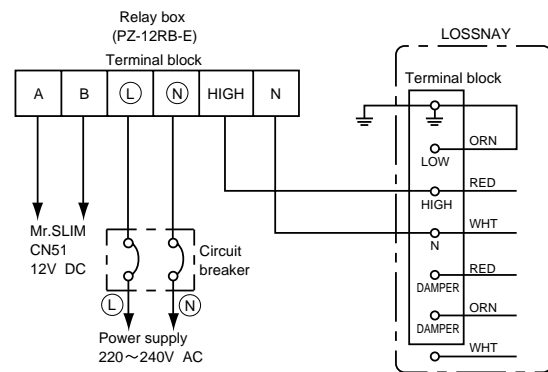 Relay box
(PZ-12RB-E)
Terminal block
A B L N HIGH N
Mr.SLIM
CN51
12V DC
Circuit
breaker
L N
Power supply
220～240V AC
LOSSNAY
Terminal block
ORN
LOW
RED
HIGH
WHT
N
RED
DAMPER
ORN
DAMPER
WHT